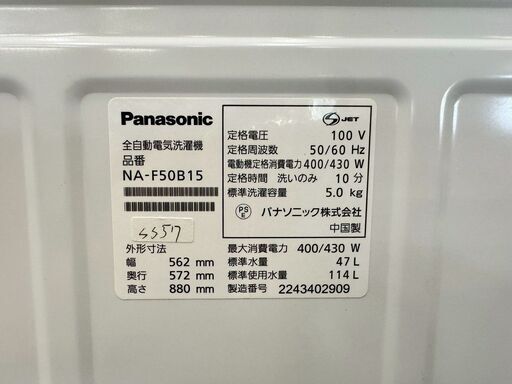 Panasonic
全自動電気洗濯機
品番
NA-F50B15
SS517
外形寸法
幅 562 mm
奥行 572 mm
高さ 880 mm
S JET
定格電圧 100 V
定格周波数 50/60 Hz
電動機定格消費電力 400/430 W
定格時間 洗いのみ 10 分
標準洗濯容量 5.0 kg
PS E パナソニック株式会社
中国製
最大消費電力 400/430 W
標準水量 47 L
標準使用水量 114 L
製造番号 2243402909